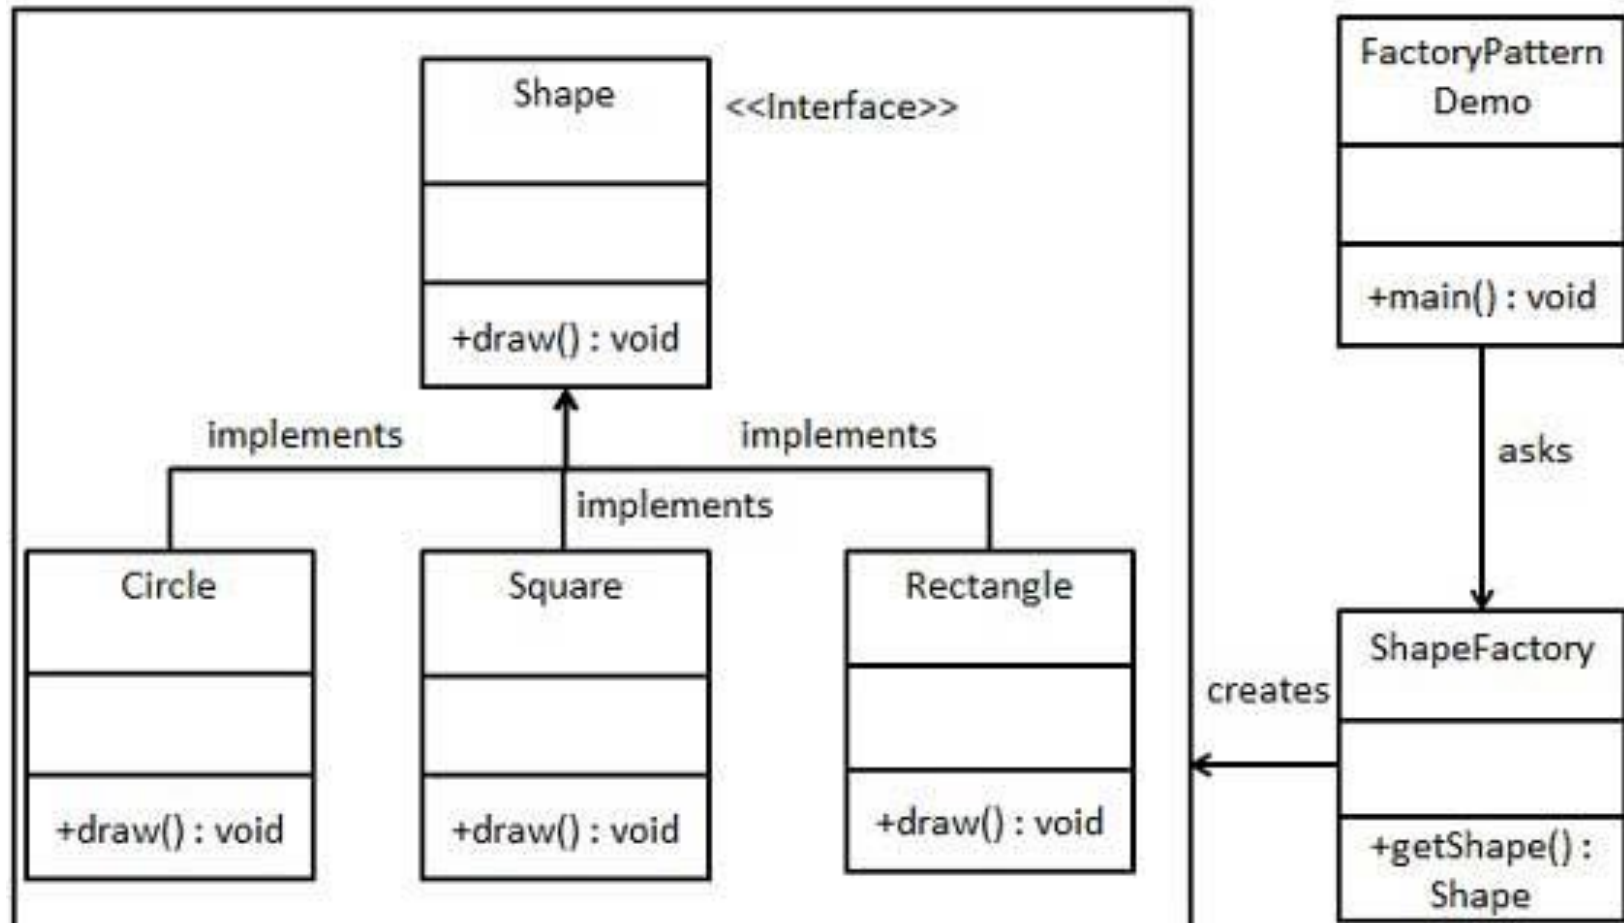 Shape
<<Interface>>
+draw() : void
implements
implements
implements
Circle
+draw() : void
Square
+draw() : void
Rectangle
+draw() : void
FactoryPattern
Demo
+main() : void
asks
ShapeFactory
+getShape() :
Shape
creates